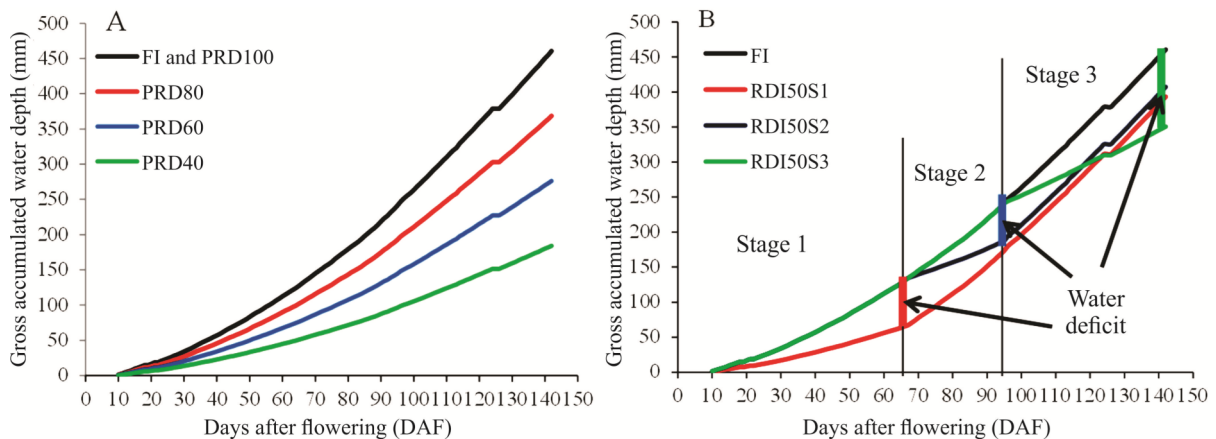 A
Gross accumulated water depth (mm)
500
450
400
350
300
250
200
150
100
50
0
FI and PRD100
PRD80
PRD60
PRD40
0 10 20 30 40 50 60 70 80 90 100 110 120 130 140 150
Days after flowering (DAF)
B
Gross accumulated water depth (mm)
500
450
400
350
300
250
200
150
100
50
0
FI
RDI50S1
RDI50S2
RDI50S3
Stage 1
Stage 2
Stage 3
Water
deficit
0 10 20 30 40 50 60 70 80 90 100 110 120 130 140 150
Days after flowering (DAF)